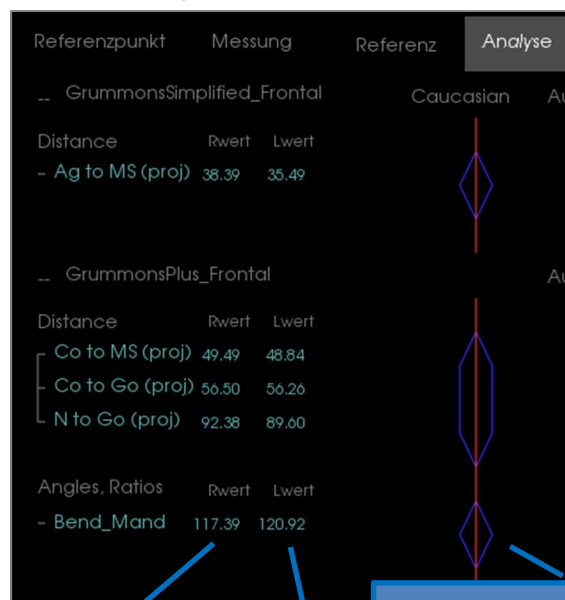 Referenzpunkt Messung Referenz Analyse
-- GrummonsSimplified_Frontal Caucasian
Distance Rwert Lwert
- Ag to MS (proj) 38.39 35.49
-- GrummonsPlus_Frontal
Distance Rwert Lwert
Co to MS (proj) 49.49 48.84
Co to Go (proj) 56.50 56.26
N to Go (proj) 92.38 89.60
Angles, Ratios Rwert Lwert
- Bend_Mand 117.39 120.92